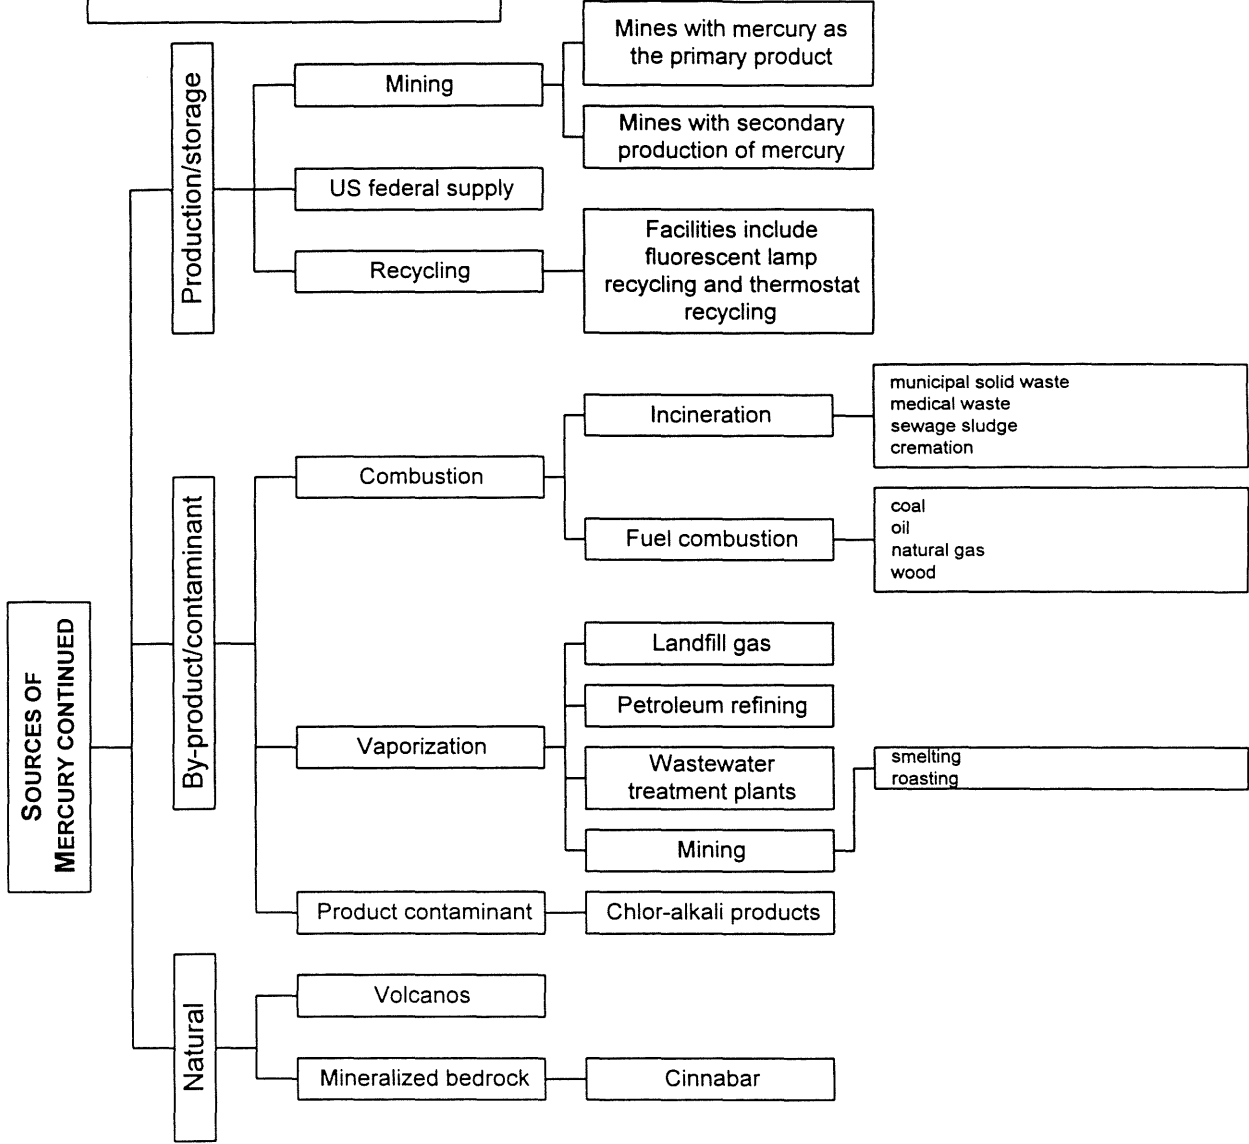 SOURCES OF
MERCURY CONTINUED
Production/storage
Mining
Mines with mercury as
the primary product
Mines with secondary
production of mercury
US federal supply
Recycling
Facilities include
fluorescent lamp
recycling and thermostat
recycling
By-product/contaminant
Combustion
Incineration
municipal solid waste
medical waste
sewage sludge
cremation
Fuel combustion
coal
oil
natural gas
wood
Vaporization
Landfill gas
Petroleum refining
Wastewater
treatment plants
Mining
smelting
roasting
Product contaminant
Chlor-alkali products
Natural
Volcanos
Mineralized bedrock
Cinnabar